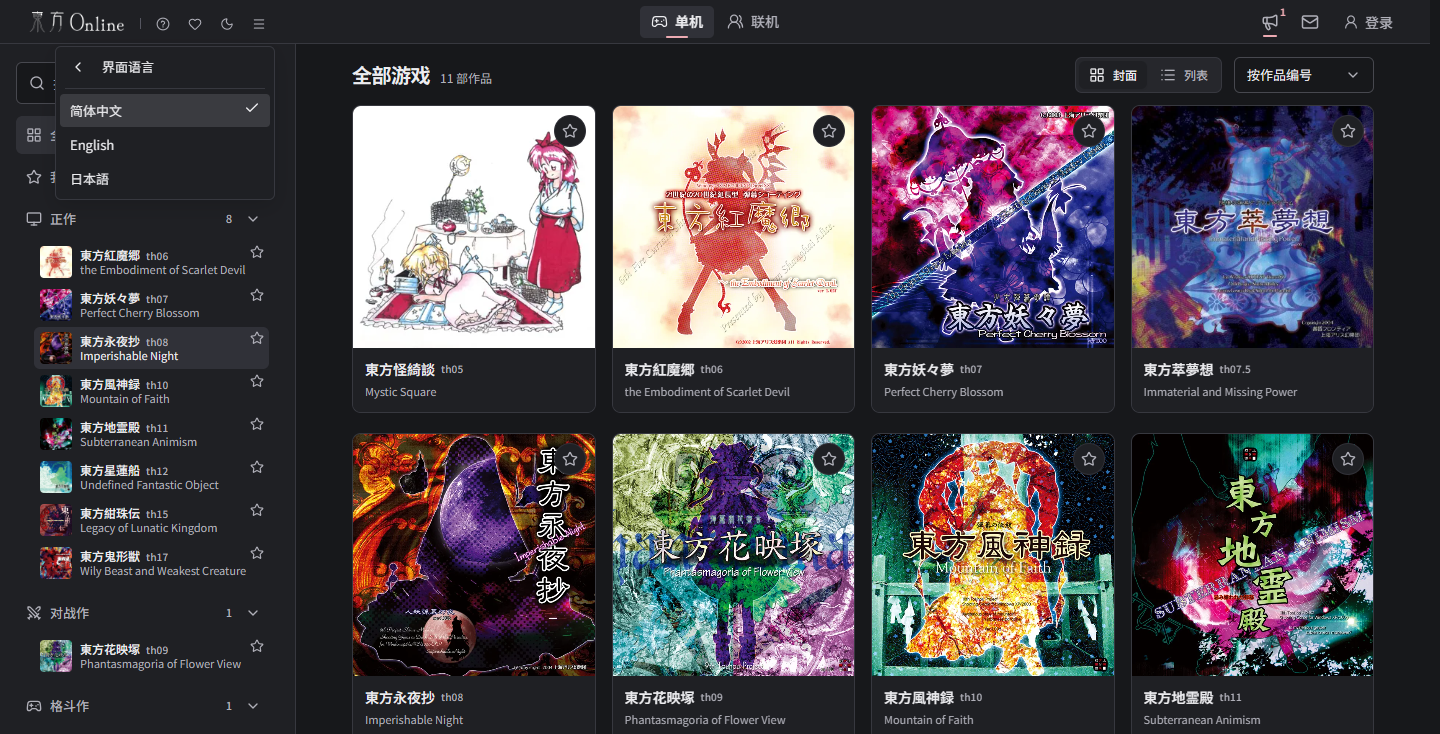 東方Online
单机
联机
1
登录
界面语言
简体中文
English
日本語
正作 8
東方紅魔郷 th06
the Embodiment of Scarlet Devil
東方妖々夢 th07
Perfect Cherry Blossom
東方永夜抄 th08
Imperishable Night
東方風神録 th10
Mountain of Faith
東方地霊殿 th11
Subterranean Animism
東方星蓮船 th12
Undefined Fantastic Object
東方紺珠伝 th15
Legacy of Lunatic Kingdom
東方鬼形獣 th17
Wily Beast and Weakest Creature
对战作 1
東方花映塚 th09
Phantasmagoria of Flower View
格斗作 1
全部游戏 11 部作品
封面
列表
按作品编号
東方紅魔郷
the Embodiment of Scarlet Devil
東方妖々夢
Perfect Cherry Blossom
東方萃夢想
東方怪綺談 th05
Mystic Square
東方紅魔郷 th06
the Embodiment of Scarlet Devil
東方妖々夢 th07
Perfect Cherry Blossom
東方萃夢想 th07.5
Immaterial and Missing Power
東方永夜抄
Imperishable Night
東方花映塚
Phantasmagoria of Flower View
東方風神録
Mountain of Faith
東方地霊殿
SUBTERRANEAN ANIMISM
東方永夜抄 th08
Imperishable Night
東方花映塚 th09
Phantasmagoria of Flower View
東方風神録 th10
Mountain of Faith
東方地霊殿 th11
Subterranean Animism